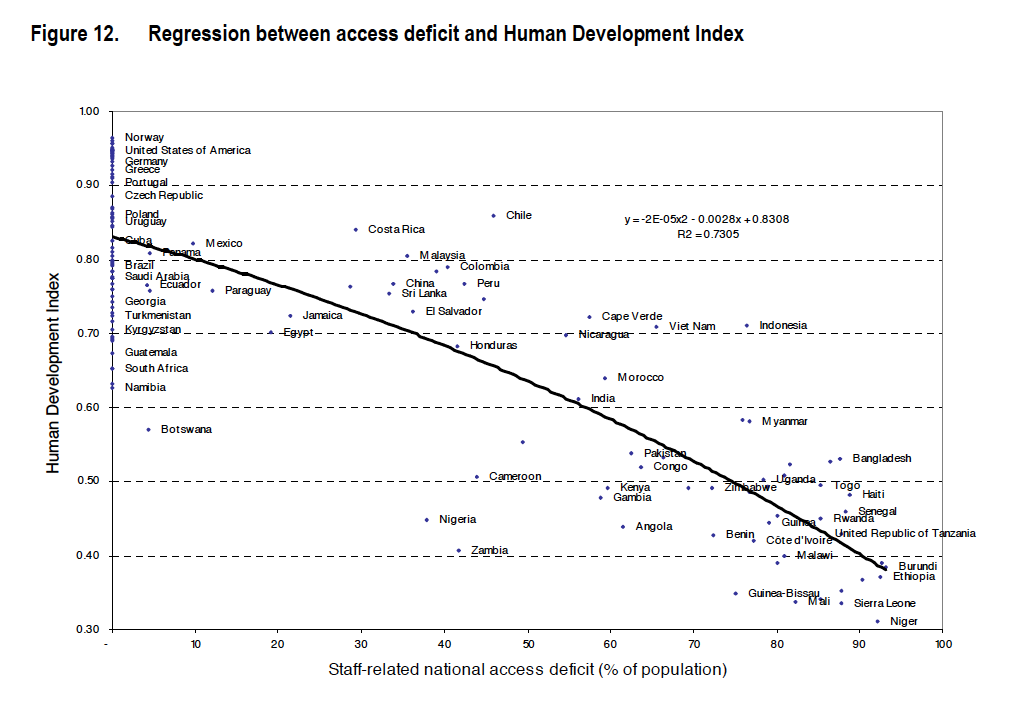 Figure 12. Regression between access deficit and Human Development Index
1.00
Norway
United States of America
Germany
Greece
Portugal
0.90
Czech Republic
Poland
Chile
y = -2E-05x2 - 0.0028x + 0.8308
Uruguay
Costa Rica
R2 = 0.7305
Cuba
Mexico
Panama
Malaysia
0.80
Brazil
Colombia
Saudi Arabia
Ecuador
China
Peru
Paraguay
Sri Lanka
Georgia
El Salvador
Turkmenistan
Jamaica
Cape Verde
Viet Nam
Indonesia
Kyrgyzstan
Egypt
0.70
Nicaragua
Honduras
Guatemala
South Africa
Morocco
Namibia
India
0.60
Botswana
Myanmar
Pakistan
Bangladesh
Congo
Cameroon
0.50
Uganda
Kenya
Zimbabwe
Togo
Gambia
Haiti
Nigeria
Senegal
Angola
Guinea
Rwanda
Benin
United Republic of Tanzania
Côte d'Ivoire
Zambia
0.40
Malawi
Burundi
Ethiopia
Guinea-Bissau
Mali
Sierra Leone
Niger
0.30
Human Development Index
- 10 20 30 40 50 60 70 80 90 100
Staff-related national access deficit (% of population)